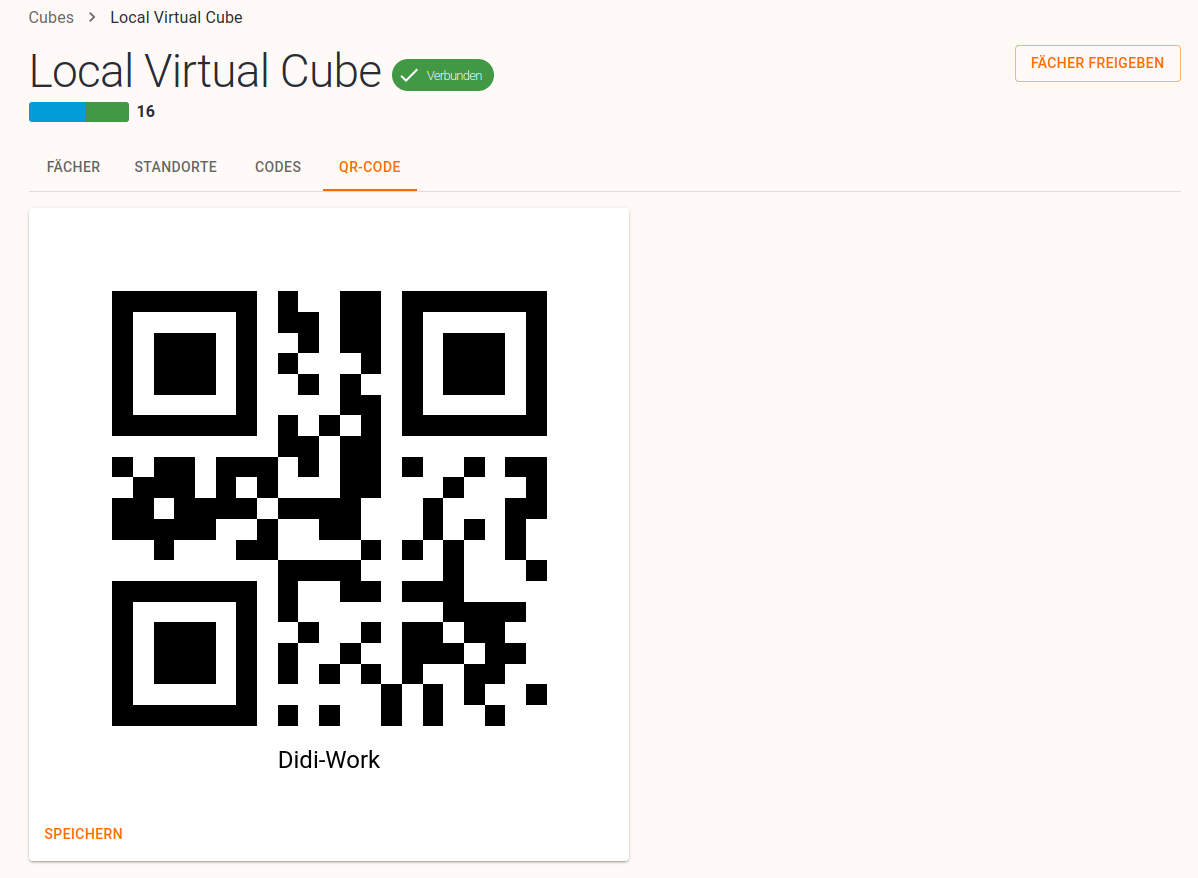 Cubes > Local Virtual Cube
Local Virtual Cube Verbunden
FÄCHER FREIGEBEN
16
FÄCHER STANDORTE CODES QR-CODE
Didi-Work
SPEICHERN